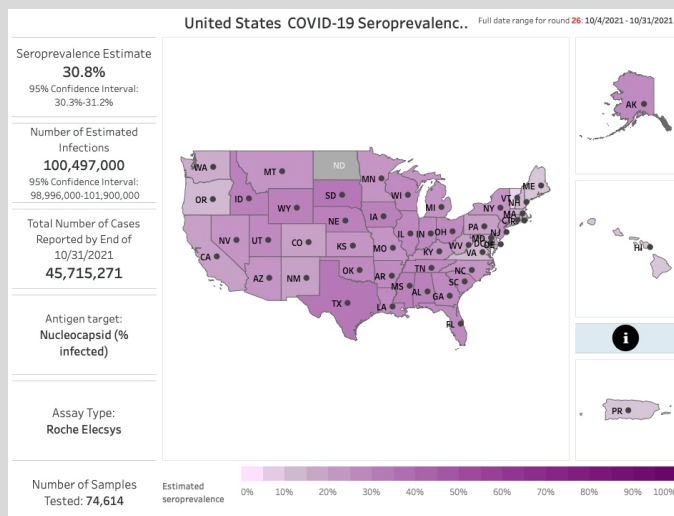 United States COVID-19 Seroprevalenc..
Full date range for round 26: 10/4/2021 - 10/31/2021
Seroprevalence Estimate
30.8%
95% Confidence Interval:
30.3%-31.2%
Number of Estimated
Infections
100,497,000
95% Confidence Interval:
98,996,000-101,900,000
Total Number of Cases
Reported by End of
10/31/2021
45,715,271
Antigen target:
Nucleocapsid (%
infected)
Assay Type:
Roche Elecsys
Number of Samples
Tested: 74,614
WA
MT
ND
MN
ME
OR
ID
WY
SD
WI
MI
VT
NH
NY
MA
CT
NV
UT
CO
NE
IA
IL
IN
OH
PA
NJ
CA
KS
MO
KY
WV
MD
DC
DE
VA
AZ
NM
OK
AR
TN
NC
SC
TX
LA
MS
AL
GA
FL
AK
HI
i
PR
Estimated
seroprevalence
0% 10% 20% 30% 40% 50% 60% 70% 80% 90% 100%